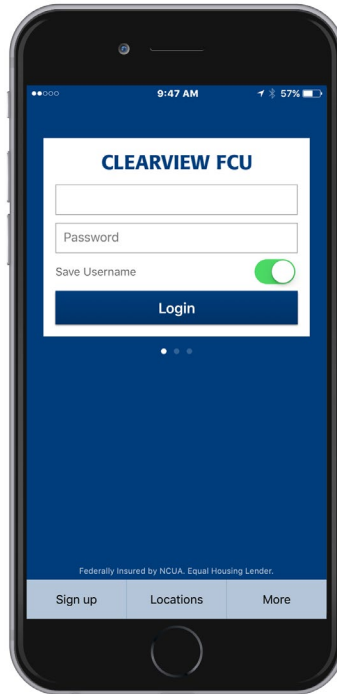 9:47 AM
57%
CLEARVIEW FCU
Password
Save Username
Login
Federally Insured by NCUA. Equal Housing Lender.
Sign up
Locations
More